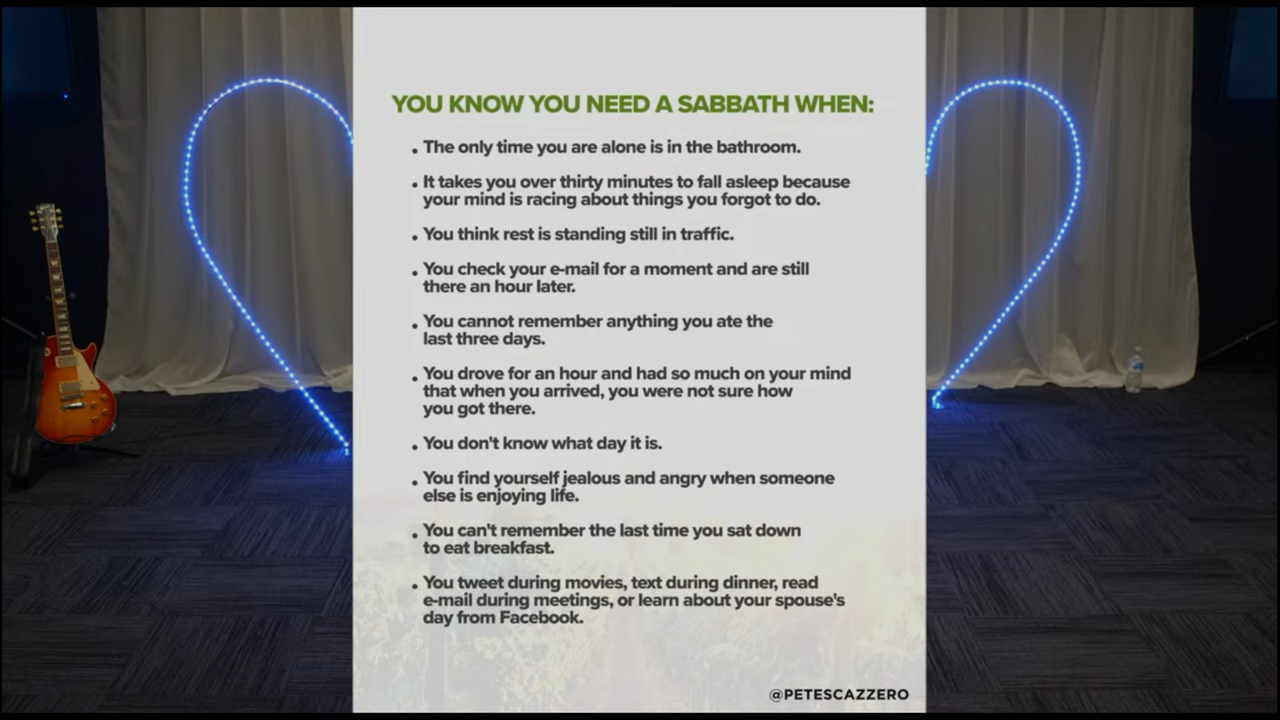 YOU KNOW YOU NEED A SABBATH WHEN:
. The only time you are alone is in the bathroom.
. It takes you over thirty minutes to fall asleep because
your mind is racing about things you forgot to do.
. You think rest is standing still in traffic.
. You check your e-mail for a moment and are still
there an hour later.
. You cannot remember anything you ate the
last three days.
. You drove for an hour and had so much on your mind
that when you arrived, you were not sure how
you got there.
. You don't know what day it is.
. You find yourself jealous and angry when someone
else is enjoying life.
. You can't remember the last time you sat down
to eat breakfast.
. You tweet during movies, text during dinner, read
e-mail during meetings, or learn about your spouse's
day from Facebook.
@PETESCAZZERO